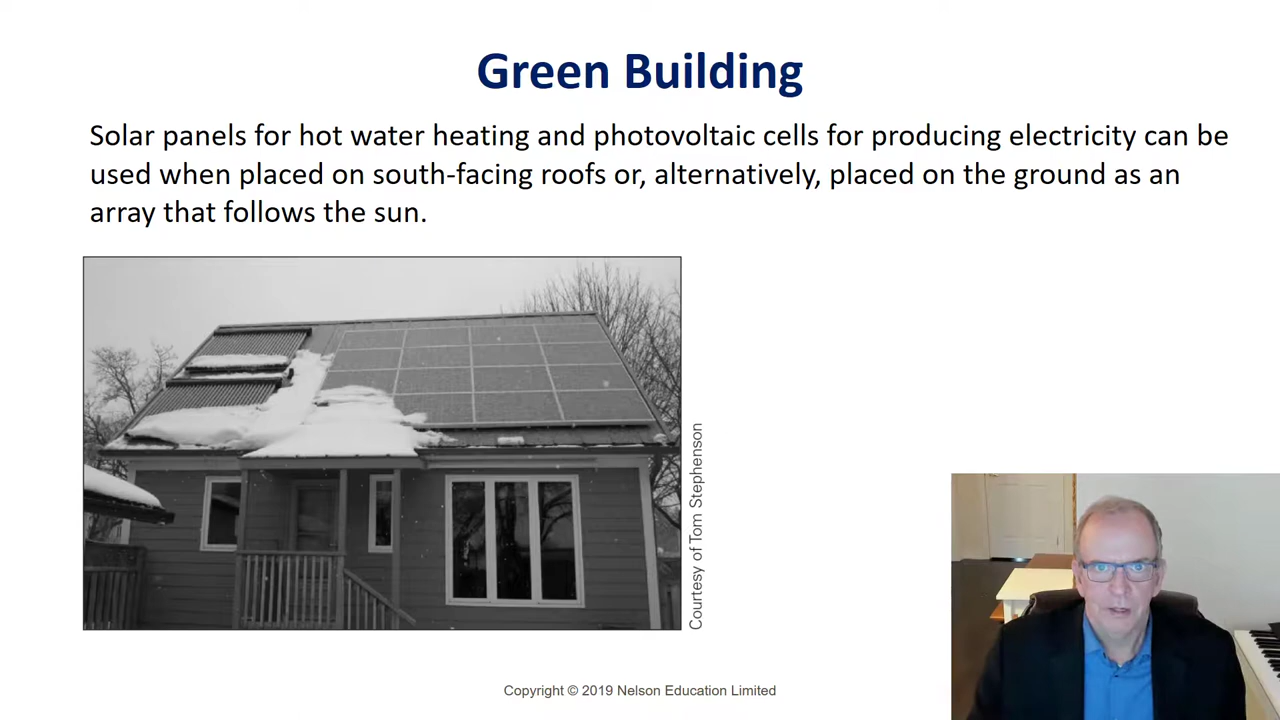 Green Building
Solar panels for hot water heating and photovoltaic cells for producing electricity can be
used when placed on south-facing roofs or, alternatively, placed on the ground as an
array that follows the sun.
Courtesy of Tom Stephenson
Copyright © 2019 Nelson Education Limited